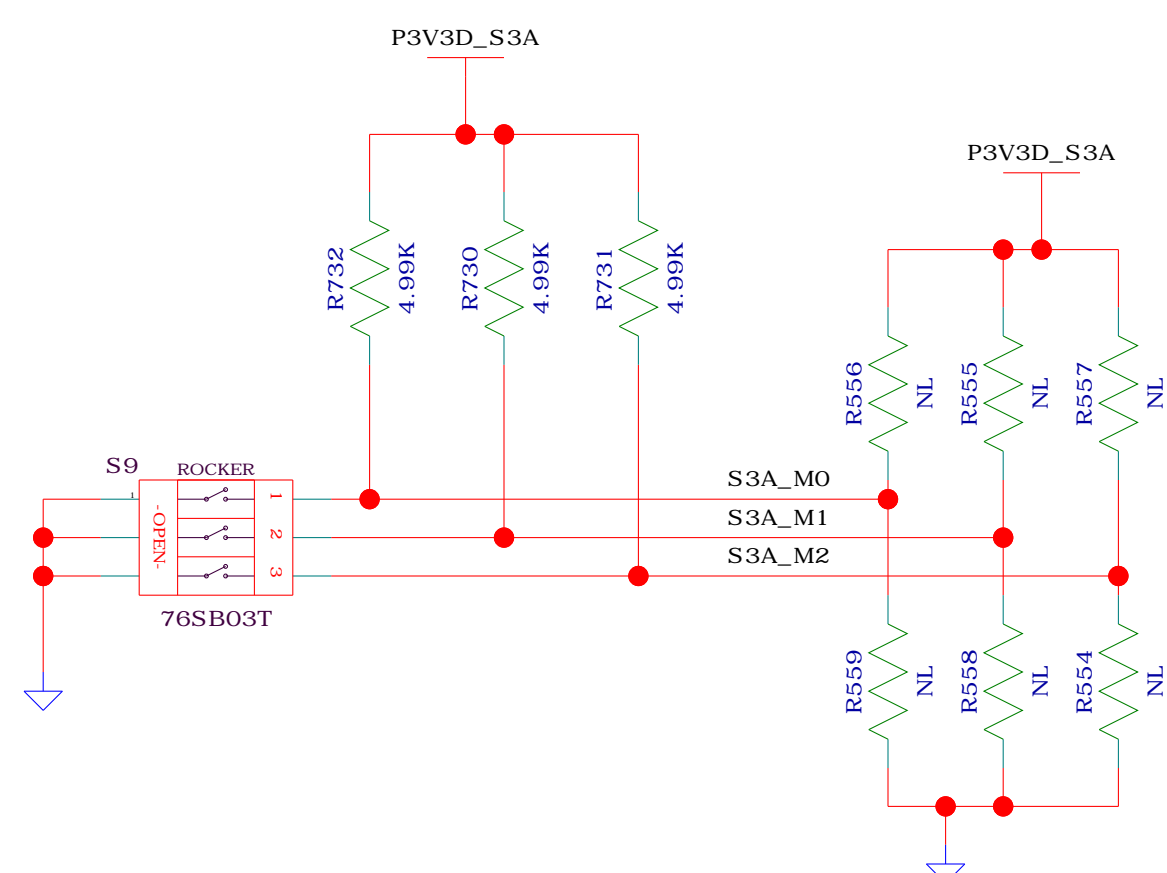 P3V3D_S3A
P3V3D_S3A
R732
4.99K
R730
4.99K
R731
4.99K
R556
NL
R555
NL
R557
NL
S9
ROCKER
1
-OPEN-
1
2
3
76SB03T
S3A_M0
S3A_M1
S3A_M2
R559
NL
R558
NL
R554
NL